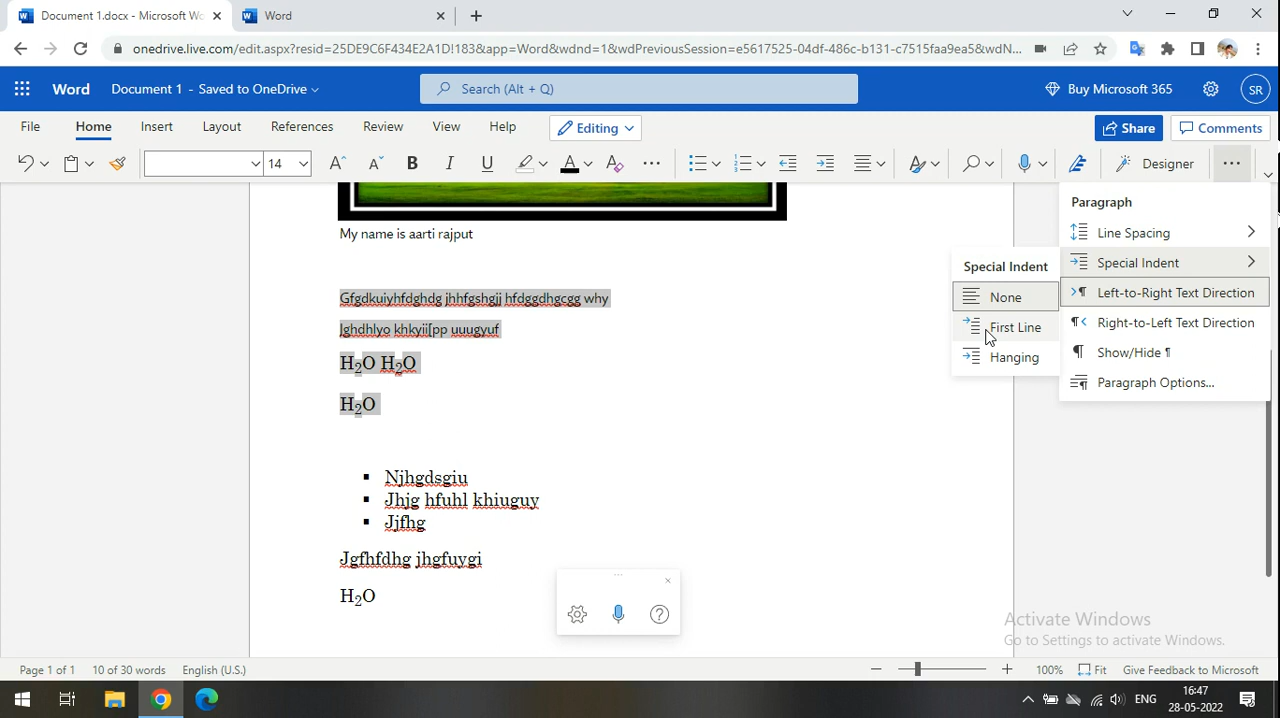 Document 1.docx - Microsoft Wo
Word
onedrive.live.com/edit.aspx?resid=25DE9C6F434E2A1D!183&app=Word&wdnd=1&wdPreviousSession=e5617525-04df-486c-b131-c7515faa9ea5&wdN...
Word Document 1 - Saved to OneDrive
Search (Alt + Q)
Buy Microsoft 365
SR
File Home Insert Layout References Review View Help Editing Share Comments
14 B I U A Designer
Paragraph
Line Spacing
Special Indent
Left-to-Right Text Direction
Right-to-Left Text Direction
Show/Hide ¶
Paragraph Options...
Special Indent
None
First Line
Hanging
My name is aarti rajput
Gfgdkuiyhfdghdg jhhfgshgjj hfdggdhgcgg why
Jghdhlyo khkyii[pp uuugyuf
H₂O H₂O
H₂O
▪ Njhgdsgiu
▪ Jhjg hfuhl khiuguy
▪ Jjfhg
Jgfhfdhg jhgfuygi
H₂O
Activate Windows
Go to Settings to activate Windows.
Page 1 of 1 10 of 30 words English (U.S.) 100% Fit Give Feedback to Microsoft
ENG
16:47
28-05-2022